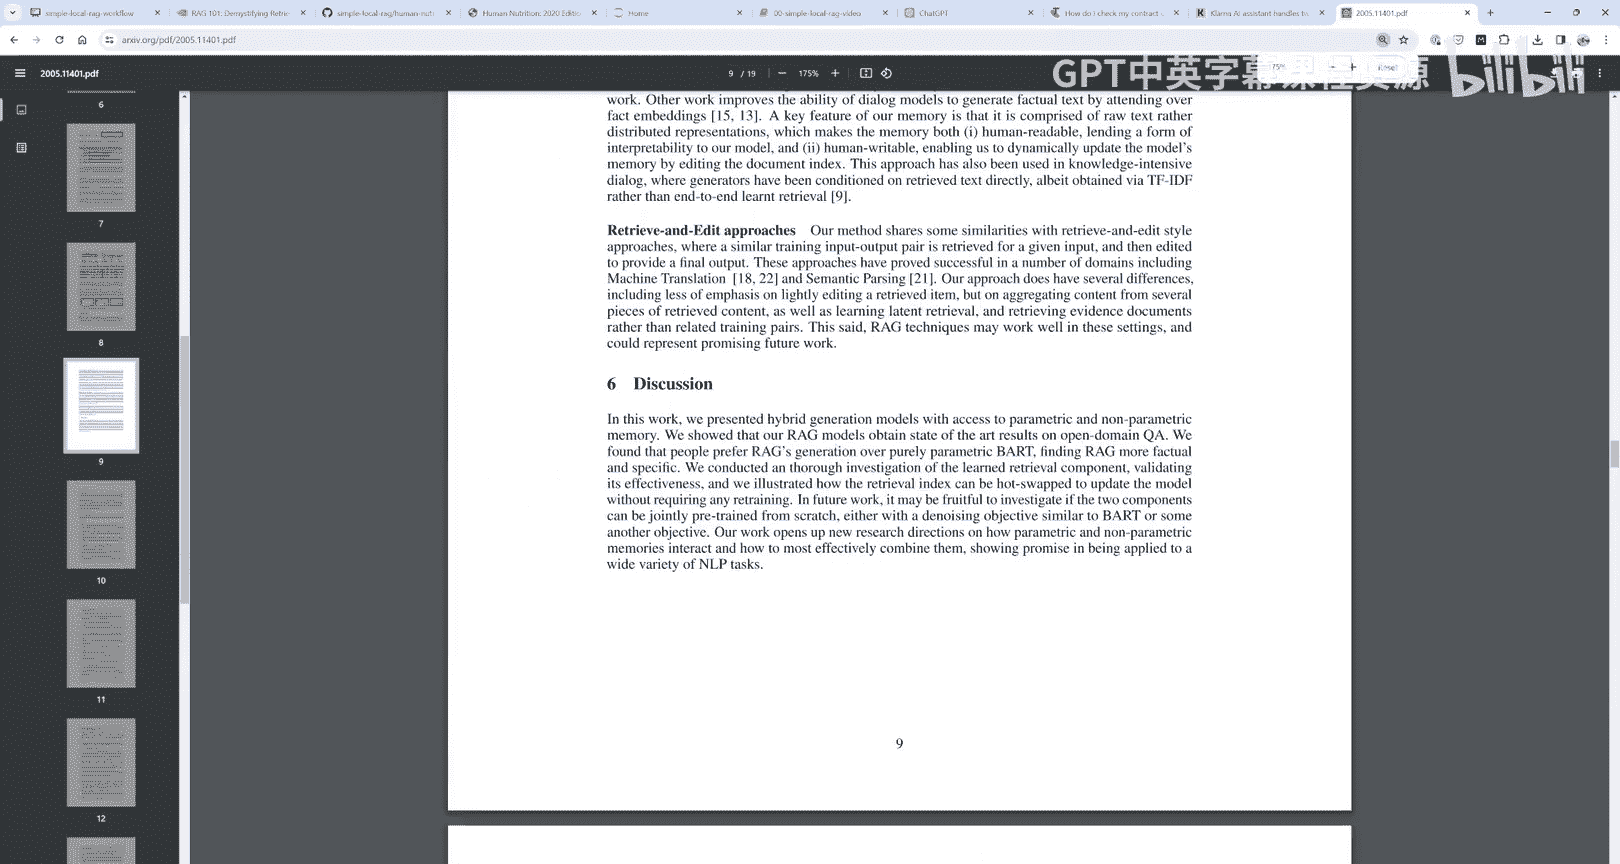 simple-local-rag-workflow
RAG 101: Demystifying Retrie
simple-local-rag/human-nutri
Human Nutrition: 2020 Editio
Home
00-simple-local-rag-video
ChatGPT
How do I check my contract
Klarna AI assistant handles tw
2005.11401.pdf
arxiv.org/pdf/2005.11401.pdf
2005.11401.pdf
9 / 19
175%
175%
Reset
GPT中英字幕课程资源
bilibili
6
7
8
9
10
11
12
work. Other work improves the ability of dialog models to generate factual text by attending over
fact embeddings [15, 13]. A key feature of our memory is that it is comprised of raw text rather
distributed representations, which makes the memory both (i) human-readable, lending a form of
interpretability to our model, and (ii) human-writable, enabling us to dynamically update the model's
memory by editing the document index. This approach has also been used in knowledge-intensive
dialog, where generators have been conditioned on retrieved text directly, albeit obtained via TF-IDF
rather than end-to-end learnt retrieval [9].
Retrieve-and-Edit approaches Our method shares some similarities with retrieve-and-edit style
approaches, where a similar training input-output pair is retrieved for a given input, and then edited
to provide a final output. These approaches have proved successful in a number of domains including
Machine Translation [18, 22] and Semantic Parsing [21]. Our approach does have several differences,
including less of emphasis on lightly editing a retrieved item, but on aggregating content from several
pieces of retrieved content, as well as learning latent retrieval, and retrieving evidence documents
rather than related training pairs. This said, RAG techniques may work well in these settings, and
could represent promising future work.
6 Discussion
In this work, we presented hybrid generation models with access to parametric and non-parametric
memory. We showed that our RAG models obtain state of the art results on open-domain QA. We
found that people prefer RAG's generation over purely parametric BART, finding RAG more factual
and specific. We conducted an thorough investigation of the learned retrieval component, validating
its effectiveness, and we illustrated how the retrieval index can be hot-swapped to update the model
without requiring any retraining. In future work, it may be fruitful to investigate if the two components
can be jointly pre-trained from scratch, either with a denoising objective similar to BART or some
another objective. Our work opens up new research directions on how parametric and non-parametric
memories interact and how to most effectively combine them, showing promise in being applied to a
wide variety of NLP tasks.
9